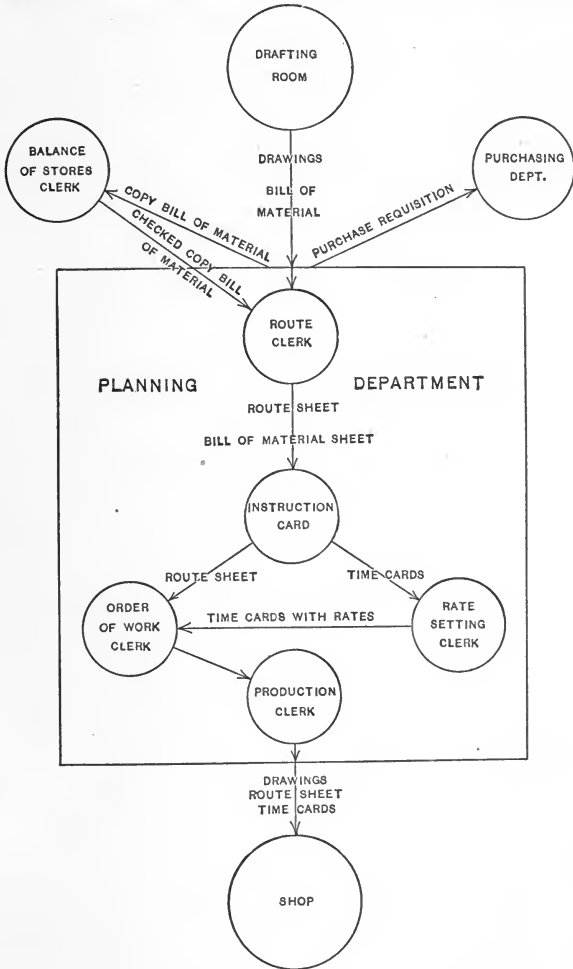 DRAFTING
ROOM
BALANCE
OF STORES
CLERK
PURCHASING
DEPT.
DRAWINGS
BILL OF
MATERIAL
COPY BILL OF MATERIAL
CHECKED COPY BILL
OF MATERIAL
PURCHASE REQUISITION
ROUTE
CLERK
PLANNING DEPARTMENT
ROUTE SHEET
BILL OF MATERIAL SHEET
INSTRUCTION
CARD
ROUTE SHEET
TIME CARDS
ORDER
OF WORK
CLERK
TIME CARDS WITH RATES
RATE
SETTING
CLERK
PRODUCTION
CLERK
DRAWINGS
ROUTE SHEET
TIME CARDS
SHOP